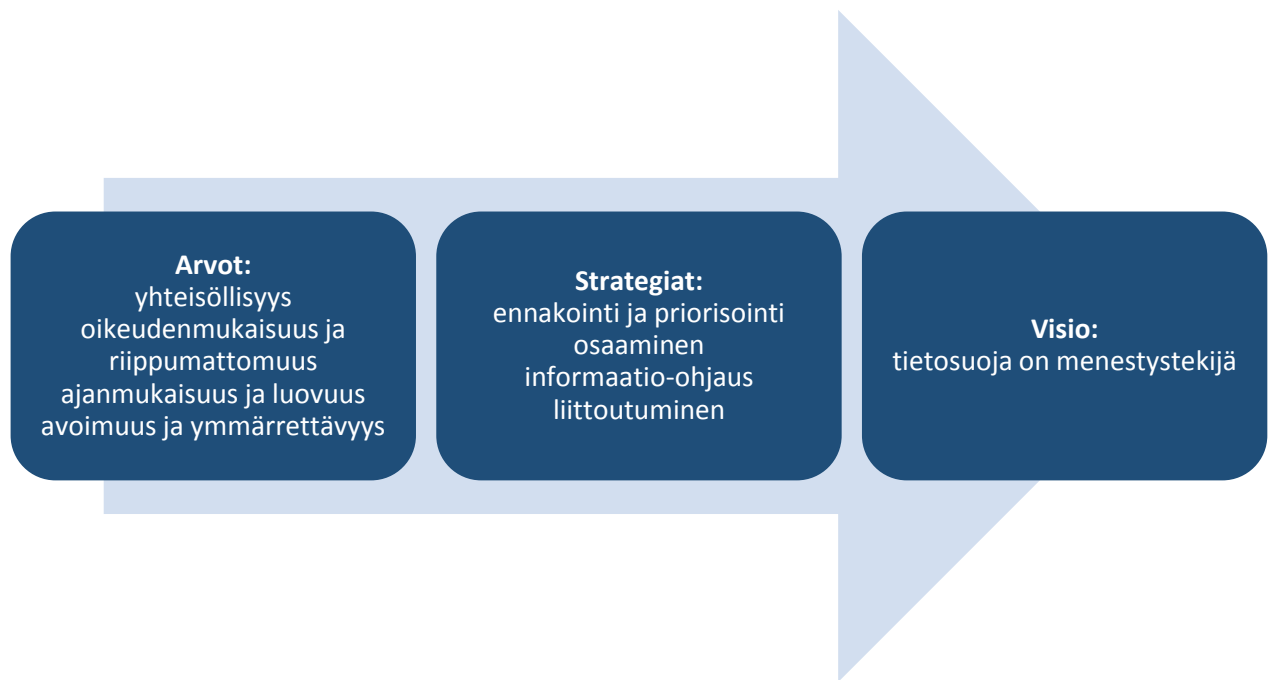 Arvot:
yhteisöllisyys
oikeudenmukaisuus ja
riippumattomuus
ajanmukaisuus ja luovuus
avoimuus ja ymmärrettävyys
Strategiat:
ennakointi ja priorisointi
osaaminen
informaatio-ohjaus
liittoutuminen
Visio:
tietosuoja on menestystekijä